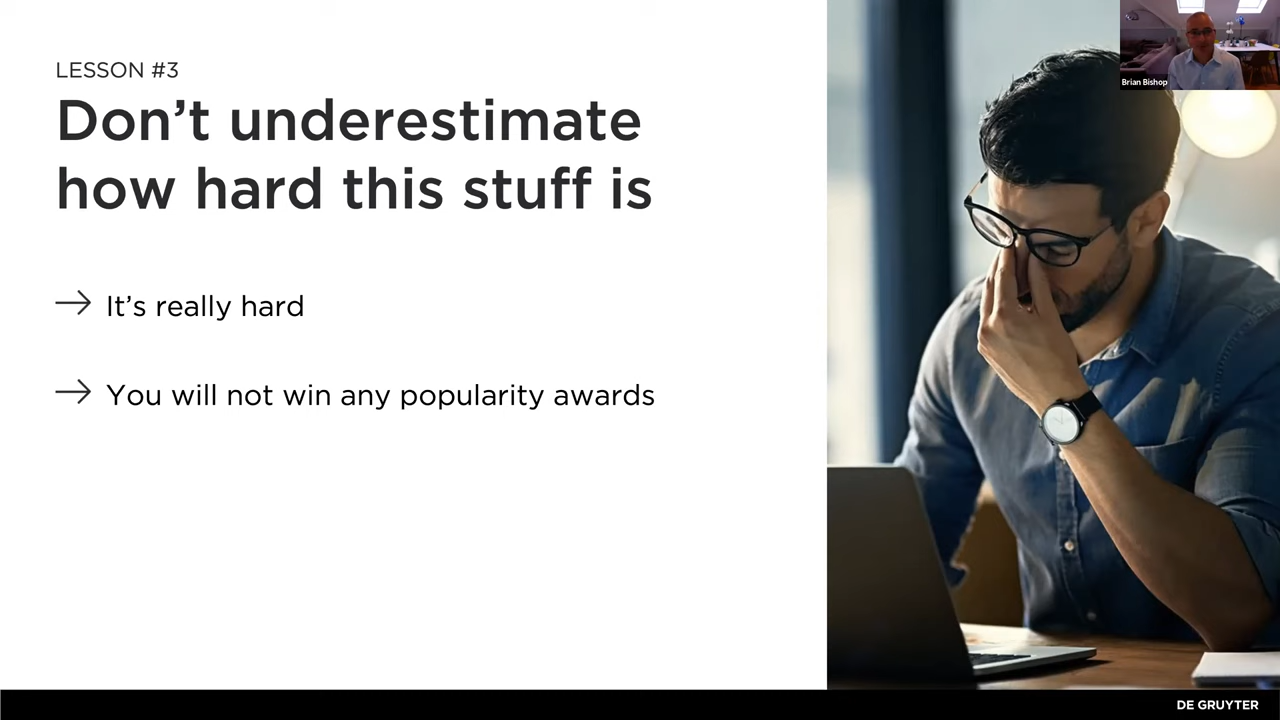 LESSON #3
Don’t underestimate
how hard this stuff is
→ It’s really hard
→ You will not win any popularity awards
Brian Bishop
DE GRUYTER